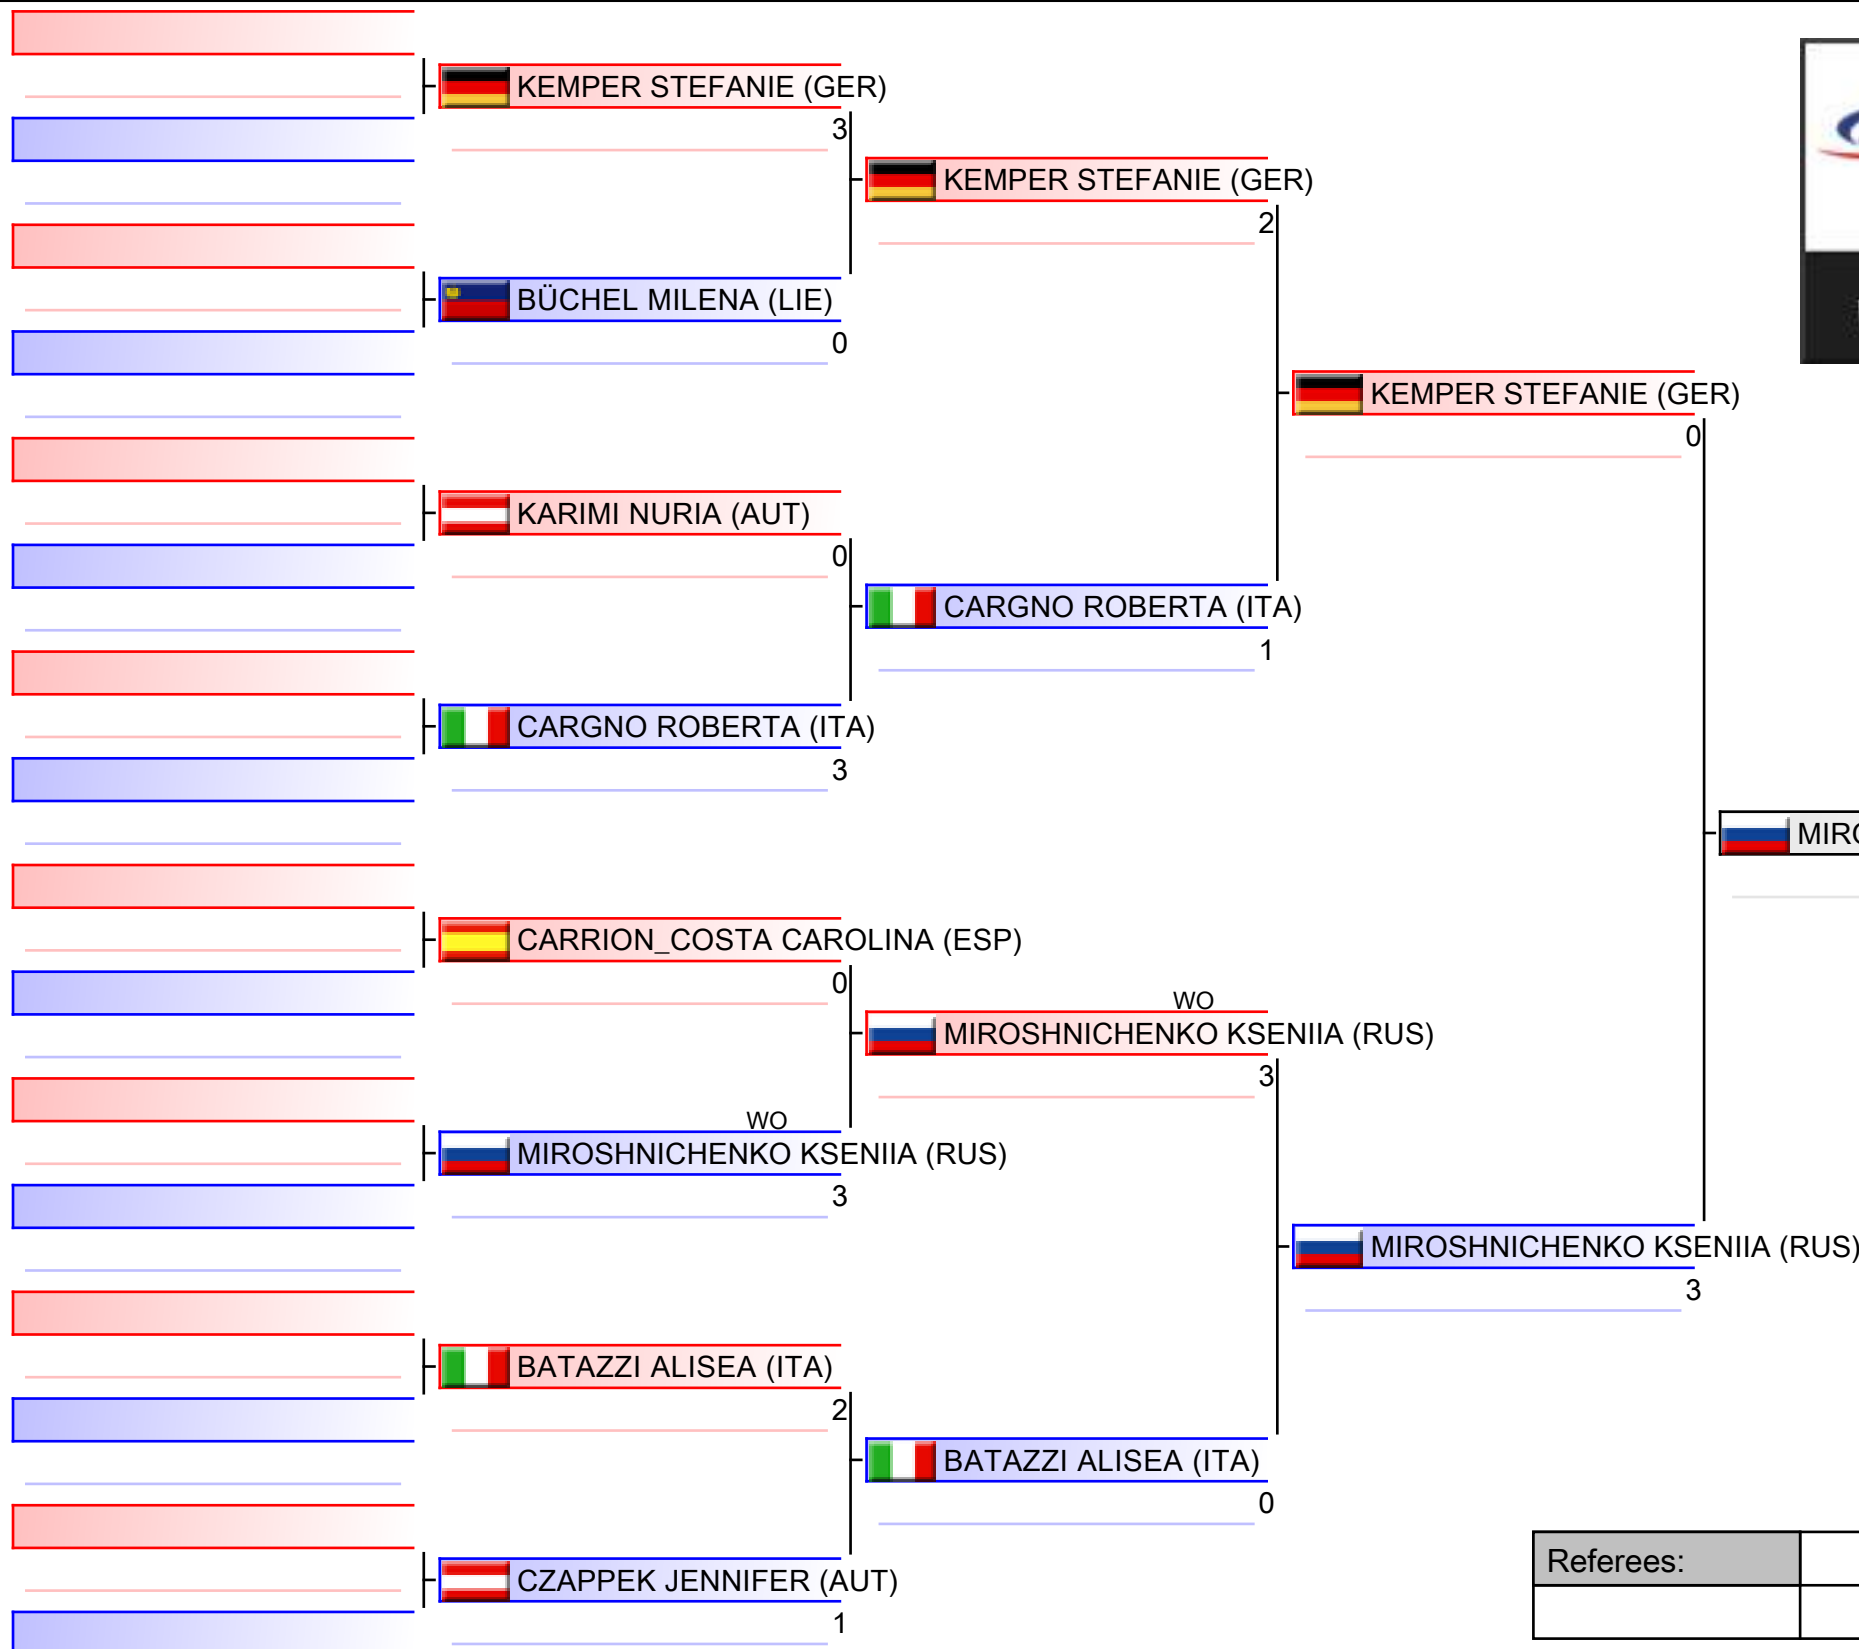 KEMPER STEFANIE (GER)
3
BÜCHEL MILENA (LIE)
0
KARIMI NURIA (AUT)
0
CARGNO ROBERTA (ITA)
3
CARRION_COSTA CAROLINA (ESP)
0
WO
MIROSHNICHENKO KSENIIA (RUS)
3
BATAZZI ALISEA (ITA)
2
CZAPPEK JENNIFER (AUT)
1
KEMPER STEFANIE (GER)
2
CARGNO ROBERTA (ITA)
1
WO
MIROSHNICHENKO KSENIIA (RUS)
3
BATAZZI ALISEA (ITA)
0
KEMPER STEFANIE (GER)
0
MIROSHNICHENKO KSENIIA (RUS)
3
Referees: